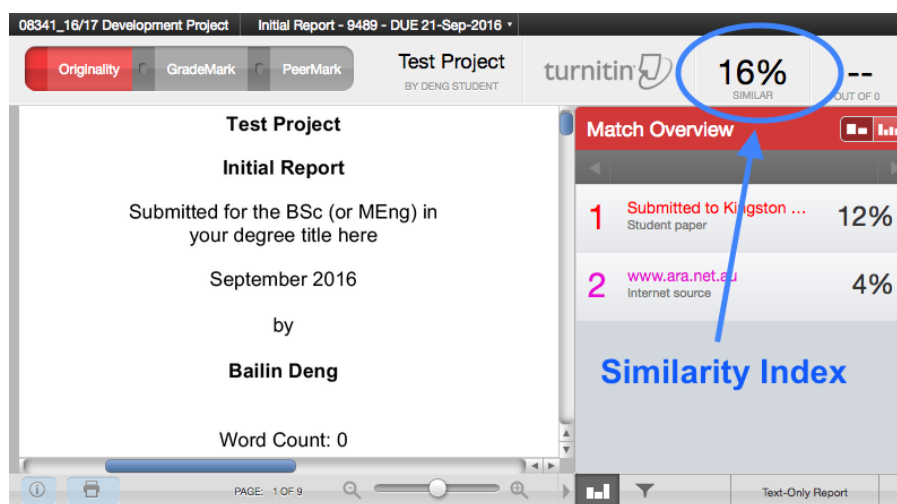 08341_16/17 Development Project Initial Report - 9489 - DUE 21-Sep-2016
Originality GradeMark PeerMark
Test Project
BY DENG STUDENT
turnitin
16%
SIMILAR
--
OUT OF 0
Test Project
Initial Report
Submitted for the BSc (or MEng) in
your degree title here
September 2016
by
Bailin Deng
Word Count: 0
Match Overview
1 Submitted to Kingston ... 12%
Student paper
2 www.ara.net.au 4%
Internet source
Similarity Index
PAGE: 1 OF 9
Text-Only Report